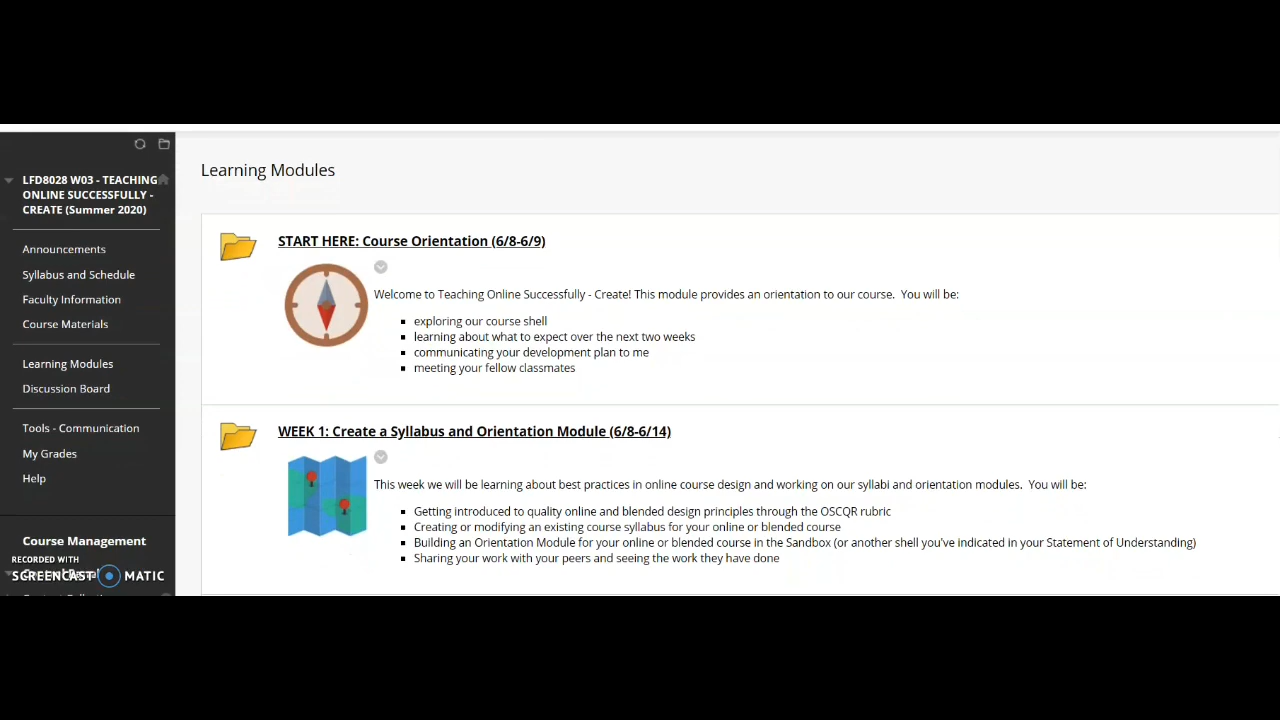 LFD8028 W03 - TEACHING
ONLINE SUCCESSFULLY -
CREATE (Summer 2020)
Announcements
Syllabus and Schedule
Faculty Information
Course Materials
Learning Modules
Discussion Board
Tools - Communication
My Grades
Help
Course Management
RECORDED WITH
SCREENCAST MATIC
Learning Modules
START HERE: Course Orientation (6/8-6/9)
Welcome to Teaching Online Successfully - Create! This module provides an orientation to our course. You will be:
exploring our course shell
learning about what to expect over the next two weeks
communicating your development plan to me
meeting your fellow classmates
WEEK 1: Create a Syllabus and Orientation Module (6/8-6/14)
This week we will be learning about best practices in online course design and working on our syllabi and orientation modules. You will be:
Getting introduced to quality online and blended design principles through the OSCQR rubric
Creating or modifying an existing course syllabus for your online or blended course
Building an Orientation Module for your online or blended course in the Sandbox (or another shell you've indicated in your Statement of Understanding)
Sharing your work with your peers and seeing the work they have done